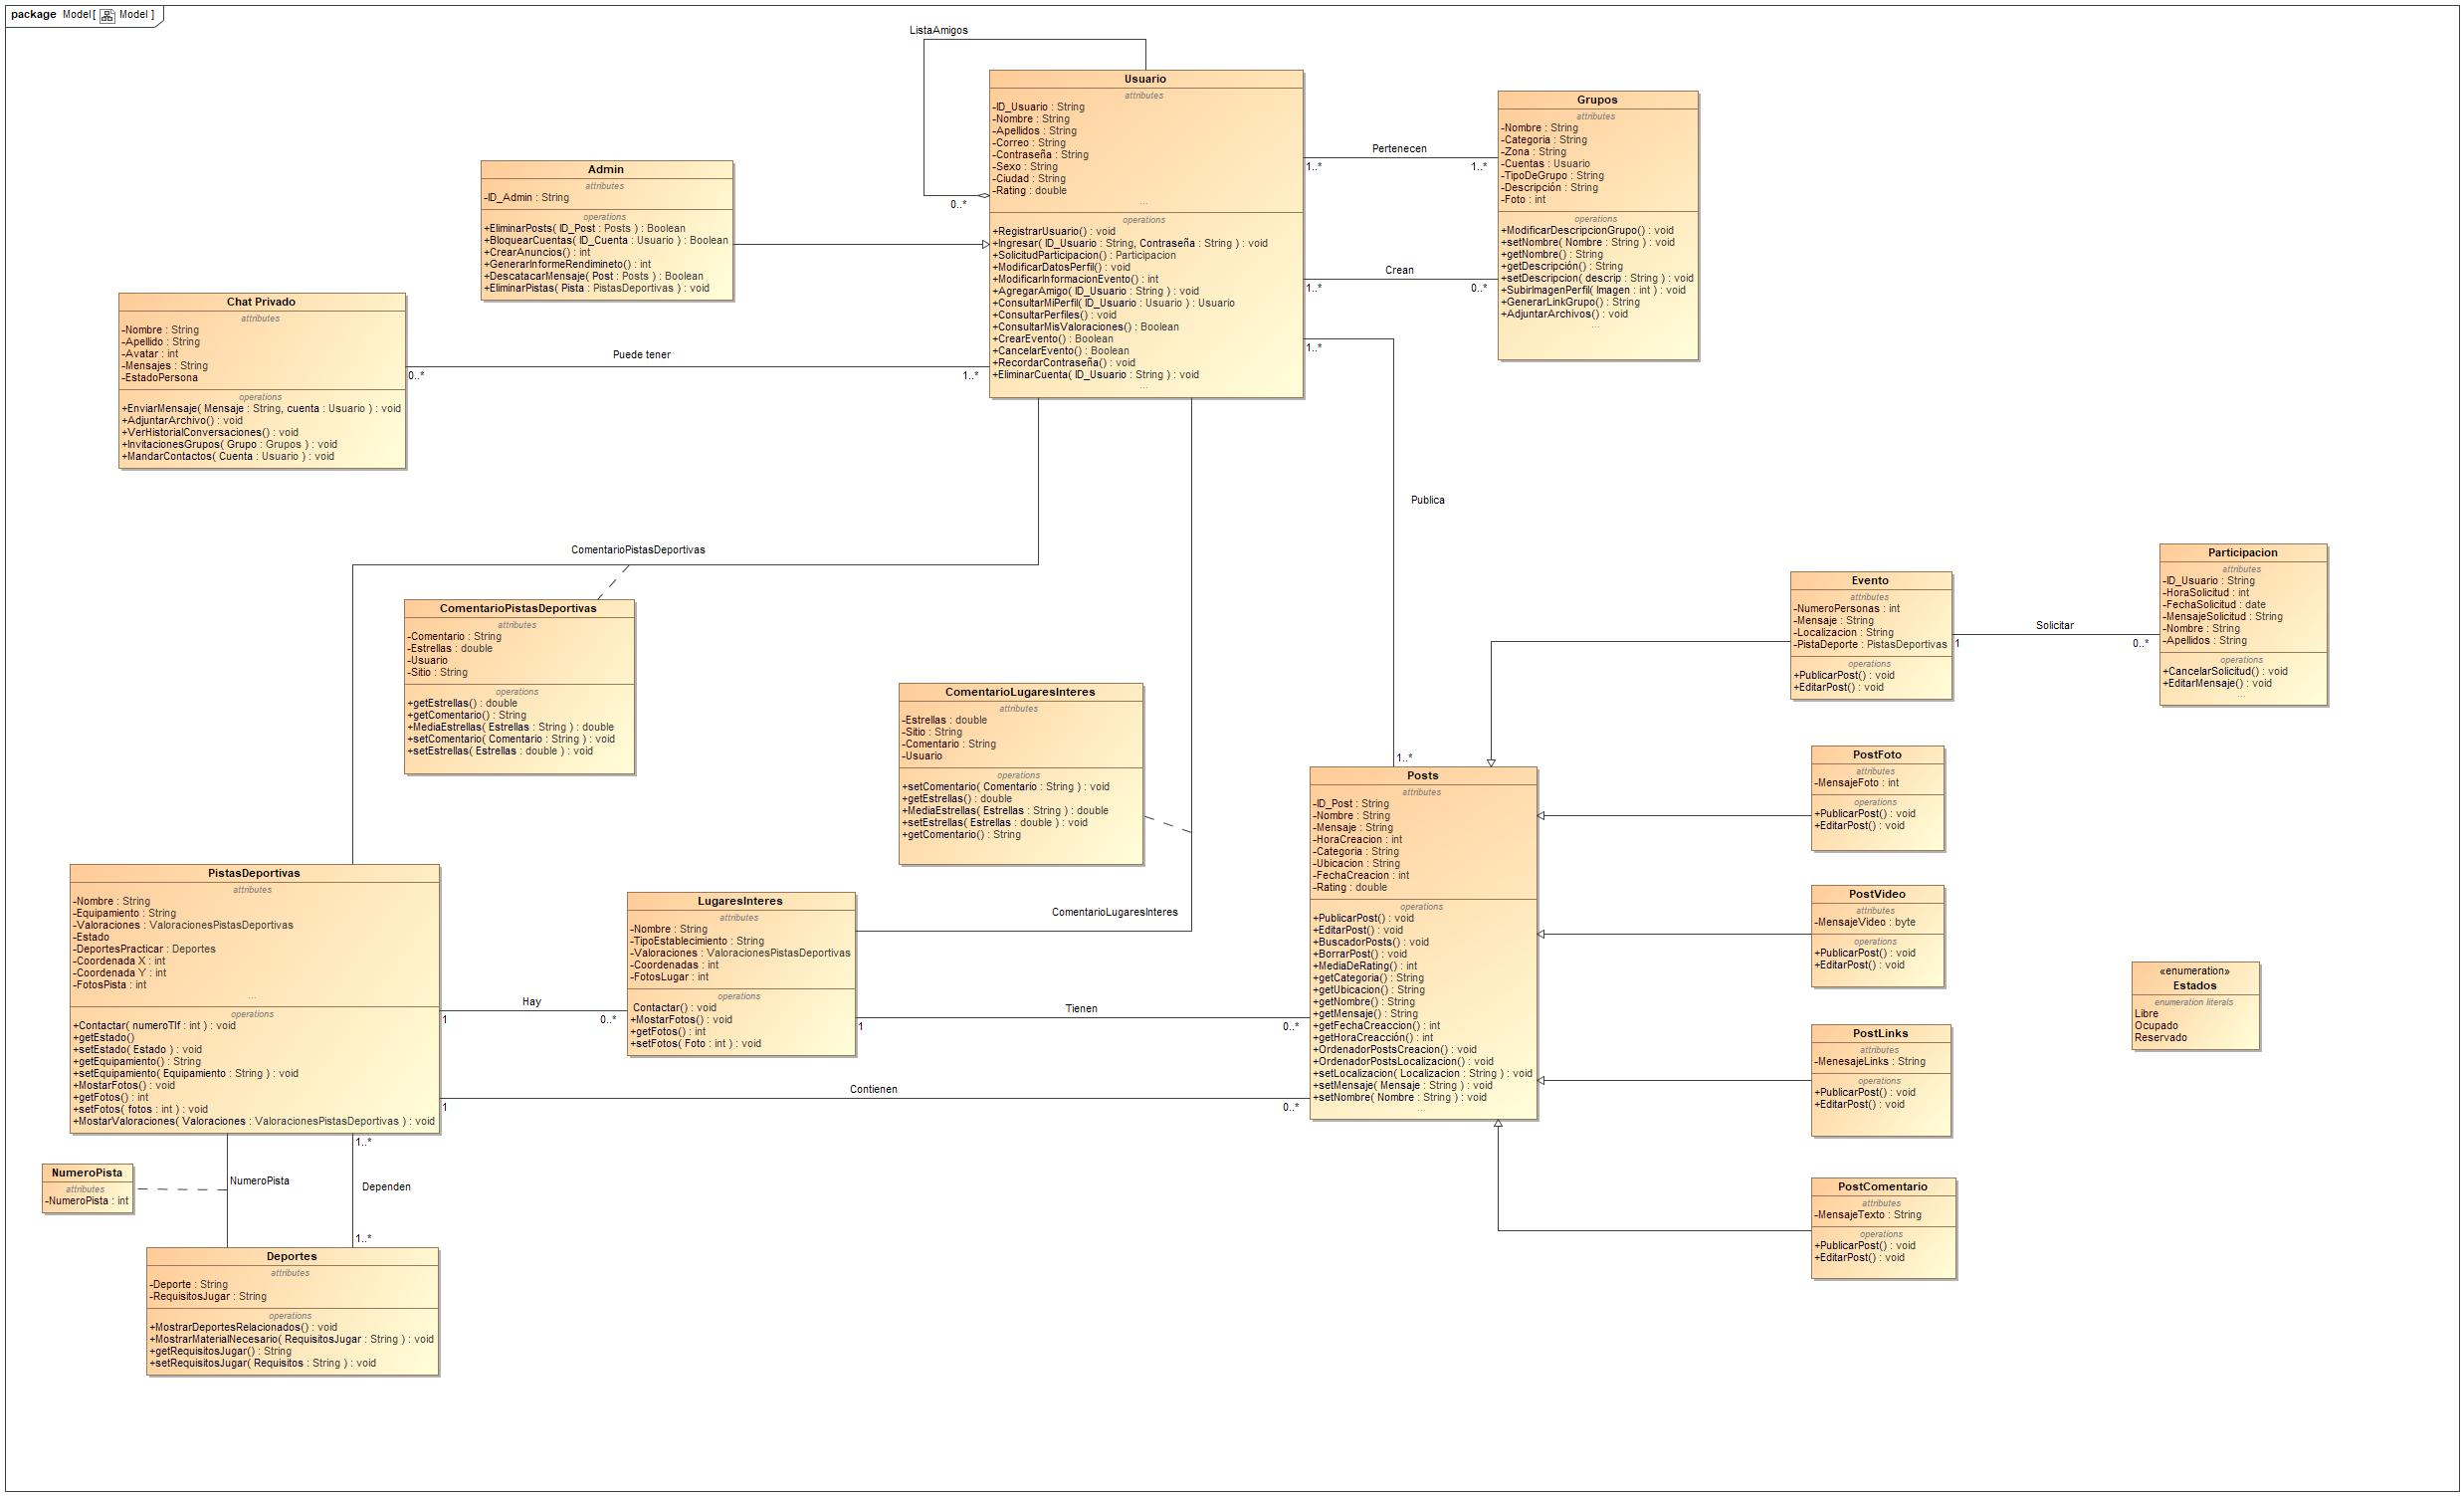 package Model[ Model ]
ListaAmigos
0..*
Usuario
attributes
-ID_Usuario : String
-Nombre : String
-Apellidos : String
-Correo : String
-Contraseña : String
-Sexo : String
-Ciudad : String
-Rating : double
...
operations
+RegistrarUsuario() : void
+Ingresar( ID_Usuario : String, Contraseña : String ) : void
+SolicitudParticipacion() : Participacion
+ModificarDatosPerfil() : void
+ModificarInformacionEvento() : int
+AgregarAmigo( ID_Usuario : String ) : void
+ConsultarMiPerfil( ID_Usuario : Usuario ) : Usuario
+ConsultarPerfiles() : void
+ConsultarMisValoraciones() : Boolean
+CrearEvento() : Boolean
+CancelarEvento() : Boolean
+RecordarContraseña() : void
+EliminarCuenta( ID_Usuario : String ) : void
...
Pertenecen
1..*
1..*
Crean
1..*
0..*
Grupos
attributes
-Nombre : String
-Categoria : String
-Zona : String
-Cuentas : Usuario
-TipoDeGrupo : String
-Descripción : String
-Foto : int
operations
+ModificarDescripcionGrupo() : void
+setNombre( Nombre : String ) : void
+getNombre() : String
+getDescripción() : String
+setDescripcion( descrip : String ) : void
+SubirImagenPerfil( Imagen : int ) : void
+GenerarLinkGrupo() : String
+AdjuntarArchivos() : void
...
Admin
attributes
-ID_Admin : String
operations
+EliminarPosts( ID_Post : Posts ) : Boolean
+BloquearCuentas( ID_Cuenta : Usuario ) : Boolean
+CrearAnuncios() : int
+GenerarInformeRendimineto() : int
+DescatacarMensaje( Post : Posts ) : Boolean
+EliminarPistas( Pista : PistasDeportivas ) : void
Chat Privado
attributes
-Nombre : String
-Apellido : String
-Avatar : int
-Mensajes : String
-EstadoPersona
operations
+EnviarMensaje( Mensaje : String, cuenta : Usuario ) : void
+AdjuntarArchivo() : void
+VerHistorialConversaciones() : void
+InvitacionesGrupos( Grupo : Grupos ) : void
+MandarContactos( Cuenta : Usuario ) : void
Puede tener
0..*
1..*
1..*
Publica
1..*
ComentarioPistasDeportivas
ComentarioPistasDeportivas
attributes
-Comentario : String
-Estrellas : double
-Usuario
-Sitio : String
operations
+getEstrellas() : double
+getComentario() : String
+MediaEstrellas( Estrellas : String ) : double
+setComentario( Comentario : String ) : void
+setEstrellas( Estrellas : double ) : void
ComentarioLugaresInteres
attributes
-Estrellas : double
-Sitio : String
-Comentario : String
-Usuario
operations
+setComentario( Comentario : String ) : void
+getEstrellas() : double
+MediaEstrellas( Estrellas : String ) : double
+setEstrellas( Estrellas : double ) : void
+getComentario() : String
ComentarioLugaresInteres
Evento
attributes
-NumeroPersonas : int
-Mensaje : String
-Localizacion : String
-PistaDeporte : PistasDeportivas
operations
+PublicarPost() : void
+EditarPost() : void
Solicitar
1
0..*
Participacion
attributes
-ID_Usuario : String
-HoraSolicitud : int
-FechaSolicitud : date
-MensajeSolicitud : String
-Nombre : String
-Apellidos : String
operations
+CancelarSolicitud() : void
+EditarMensaje() : void
...
Posts
attributes
-ID_Post : String
-Nombre : String
-Mensaje : String
-HoraCreacion : int
-Categoria : String
-Ubicacion : String
-FechaCreacion : int
-Rating : double
operations
+PublicarPost() : void
+EditarPost() : void
+BuscadorPosts() : void
+BorrarPost() : void
+MediaDeRating() : int
+getCategoria() : String
+getUbicacion() : String
+getNombre() : String
+getMensaje() : String
+getFechaCreaccion() : int
+getHoraCreacción() : int
+OrdenadorPostsCreacion() : void
+OrdenadorPostsLocalizacion() : void
+setLocalizacion( Localizacion : String ) : void
+setMensaje( Mensaje : String ) : void
+setNombre( Nombre : String ) : void
...
PostFoto
attributes
-MensajeFoto : int
operations
+PublicarPost() : void
+EditarPost() : void
PostVideo
attributes
-MensajeVideo : byte
operations
+PublicarPost() : void
+EditarPost() : void
PostLinks
attributes
-MenesajeLinks : String
operations
+PublicarPost() : void
+EditarPost() : void
PostComentario
attributes
-MensajeTexto : String
operations
+PublicarPost() : void
+EditarPost() : void
«enumeration»
Estados
enumeration literals
Libre
Ocupado
Reservado
PistasDeportivas
attributes
-Nombre : String
-Equipamiento : String
-Valoraciones : ValoracionesPistasDeportivas
-Estado
-DeportesPracticar : Deportes
-Coordenada X : int
-Coordenada Y : int
-FotosPista : int
...
operations
+Contactar( numeroTlf : int ) : void
+getEstado()
+setEstado( Estado ) : void
+getEquipamiento() : String
+setEquipamiento( Equipamiento : String ) : void
+MostarFotos() : void
+getFotos() : int
+setFotos( fotos : int ) : void
+MostarValoraciones( Valoraciones : ValoracionesPistasDeportivas ) : void
Hay
1
0..*
LugaresInteres
attributes
-Nombre : String
-TipoEstablecimiento : String
-Valoraciones : ValoracionesPistasDeportivas
-Coordenadas : int
-FotosLugar : int
operations
Contactar() : void
+MostarFotos() : void
+getFotos() : int
+setFotos( Foto : int ) : void
Tienen
1
0..*
Contienen
1
0..*
NumeroPista
attributes
-NumeroPista : int
NumeroPista
1..*
Dependen
1..*
Deportes
attributes
-Deporte : String
-RequisitosJugar : String
operations
+MostrarDeportesRelacionados() : void
+MostrarMaterialNecesario( RequisitosJugar : String ) : void
+getRequisitosJugar() : String
+setRequisitosJugar( Requisitos : String ) : void